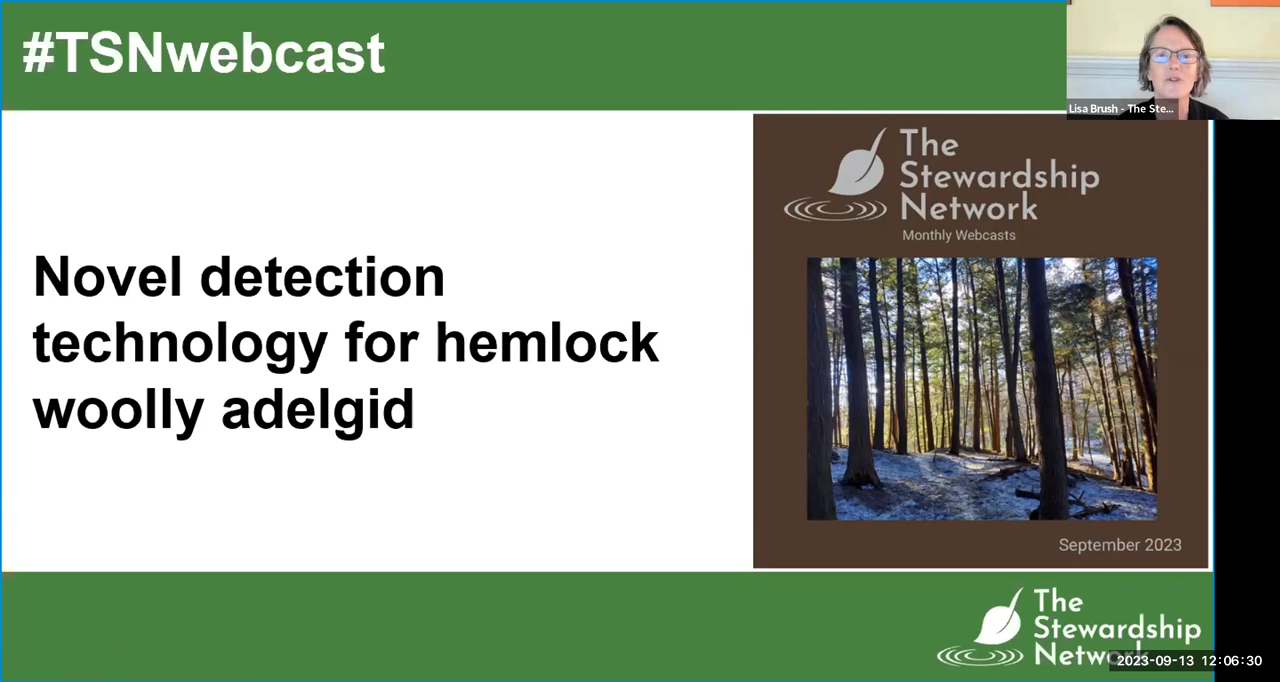 #TSNwebcast
Lisa Brush - The Ste...
The
Stewardship
Network
Monthly Webcasts
Novel detection
technology for hemlock
woolly adelgid
September 2023
The
Stewardship
Network
2023-09-13 12:06:30